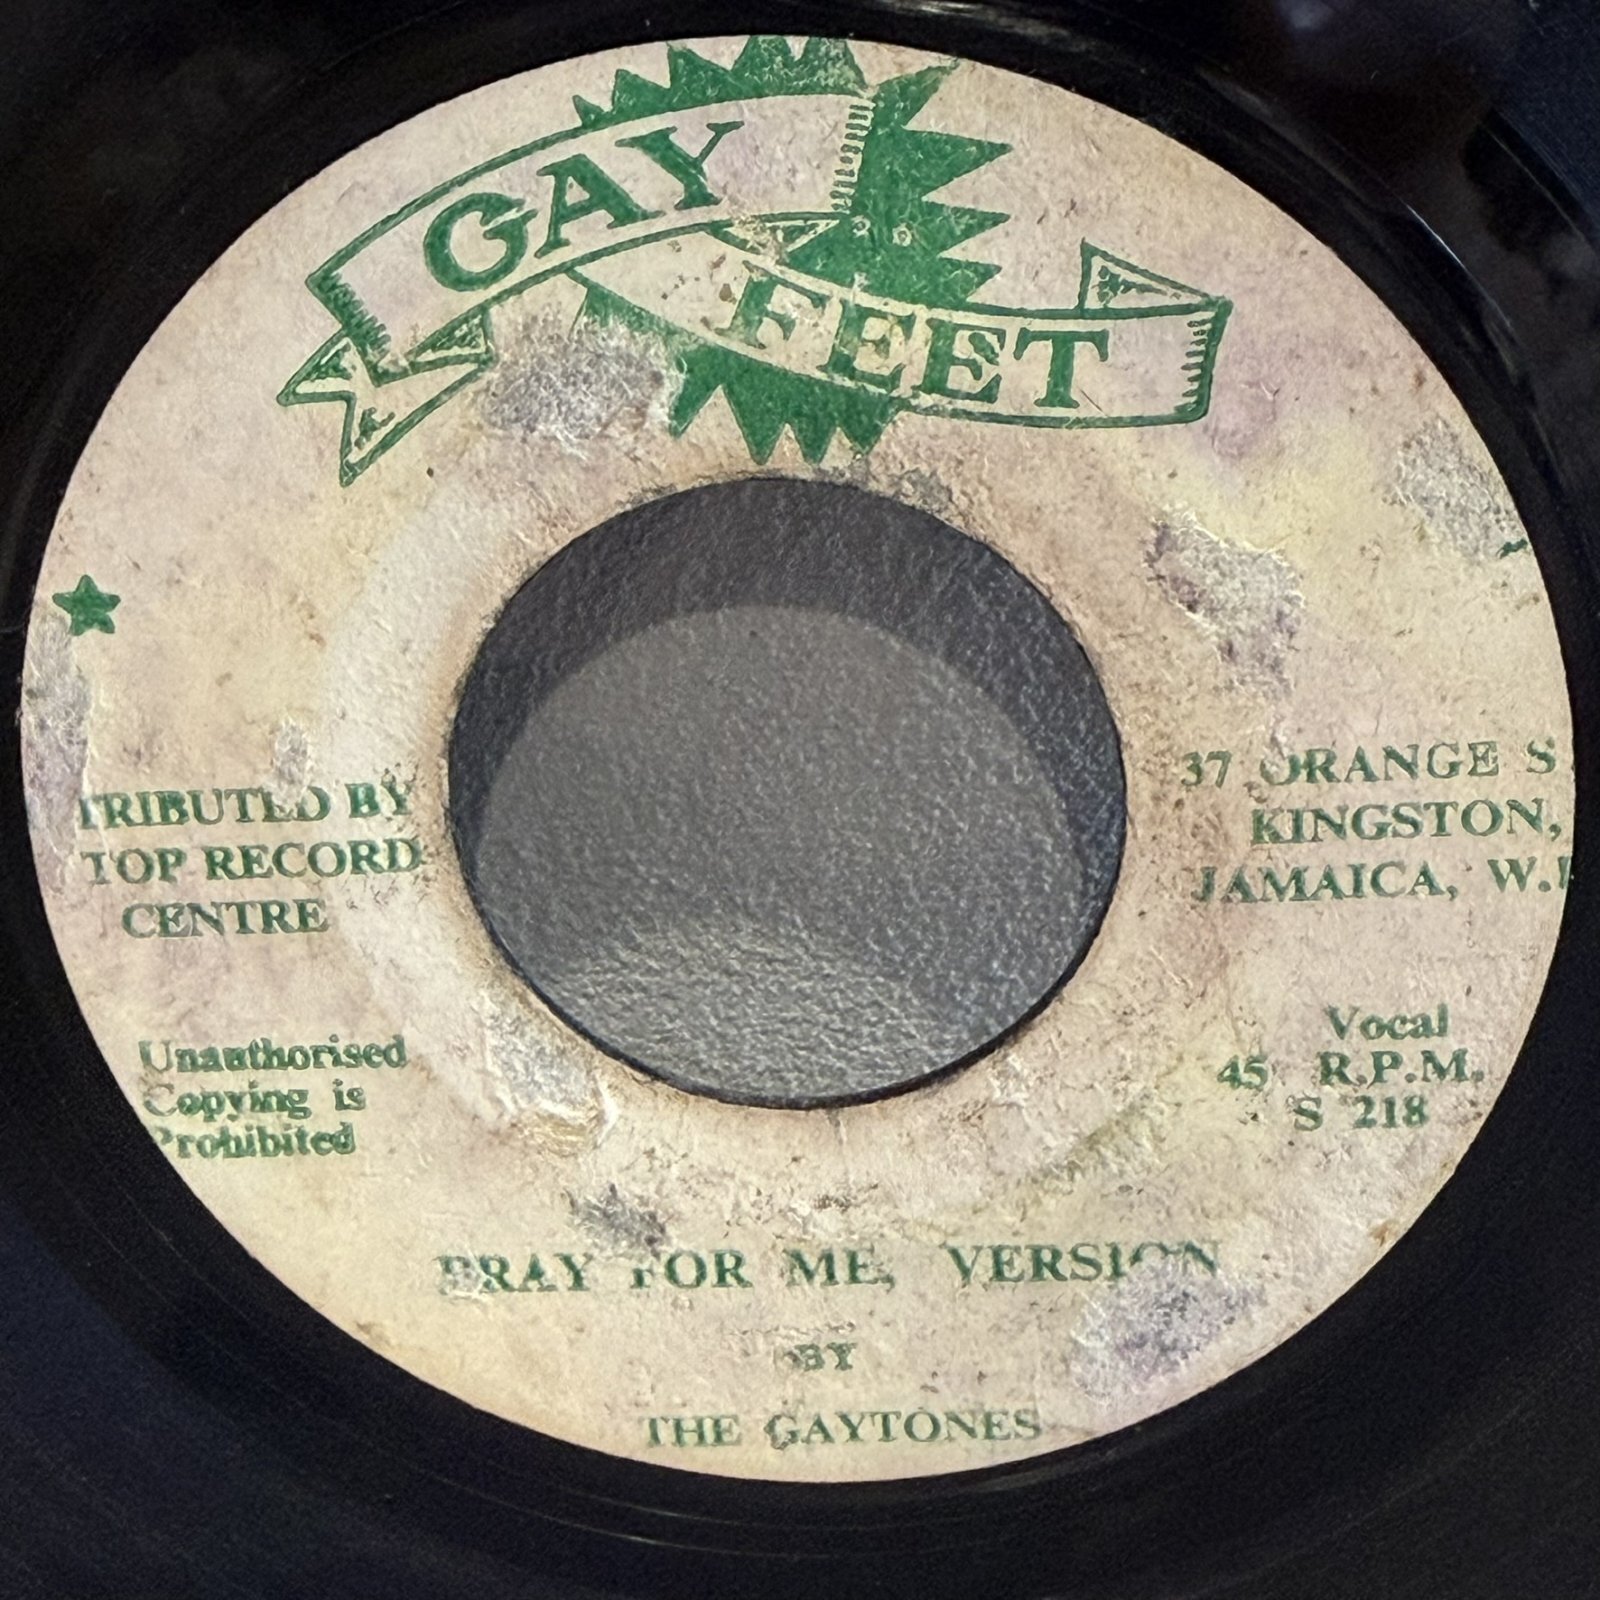 GAY
FEET
TRIBUTED BY
TOP RECORD
CENTRE
37 ORANGE S
KINGSTON,
JAMAICA, W.I
Unauthorised
Copying is
Prohibited
Vocal
45 R.P.M.
S 218
PRAY FOR ME, VERSION
BY
THE GAYTONES